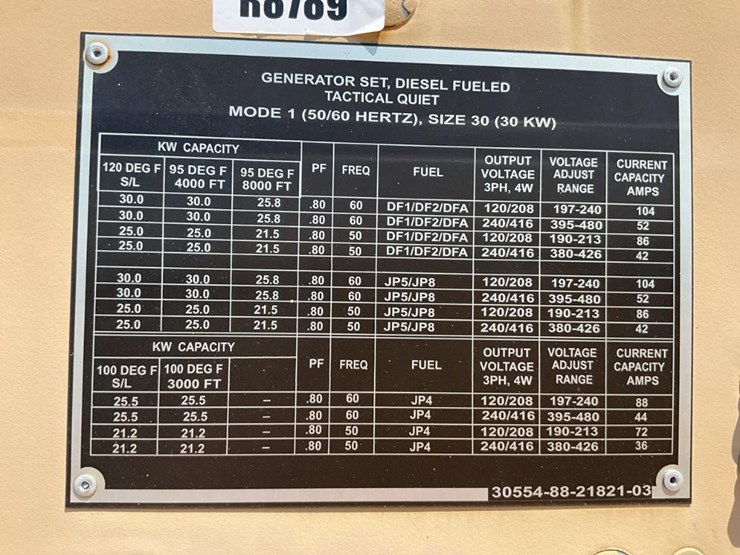 R8789
GENERATOR SET, DIESEL FUELED
TACTICAL QUIET
MODE 1 (50/60 HERTZ), SIZE 30 (30 KW)
KW CAPACITY
120 DEG F S/L 95 DEG F 4000 FT 95 DEG F 8000 FT PF FREQ FUEL OUTPUT VOLTAGE 3PH, 4W VOLTAGE ADJUST RANGE CURRENT CAPACITY AMPS
30.0 30.0 25.8 .80 60 DF1/DF2/DFA 120/208 197-240 104
30.0 30.0 25.8 .80 60 DF1/DF2/DFA 240/416 395-480 52
25.0 25.0 21.5 .80 50 DF1/DF2/DFA 120/208 190-213 86
25.0 25.0 21.5 .80 50 DF1/DF2/DFA 240/416 380-426 42
30.0 30.0 25.8 .80 60 JP5/JP8 120/208 197-240 104
30.0 30.0 25.8 .80 60 JP5/JP8 240/416 395-480 52
25.0 25.0 21.5 .80 50 JP5/JP8 120/208 190-213 86
25.0 25.0 21.5 .80 50 JP5/JP8 240/416 380-426 42
KW CAPACITY
100 DEG F S/L 100 DEG F 3000 FT PF FREQ FUEL OUTPUT VOLTAGE 3PH, 4W VOLTAGE ADJUST RANGE CURRENT CAPACITY AMPS
25.5 25.5 – .80 60 JP4 120/208 197-240 88
25.5 25.5 – .80 60 JP4 240/416 395-480 44
21.2 21.2 – .80 50 JP4 120/208 190-213 72
21.2 21.2 – .80 50 JP4 240/416 380-426 36
30554-88-21821-03